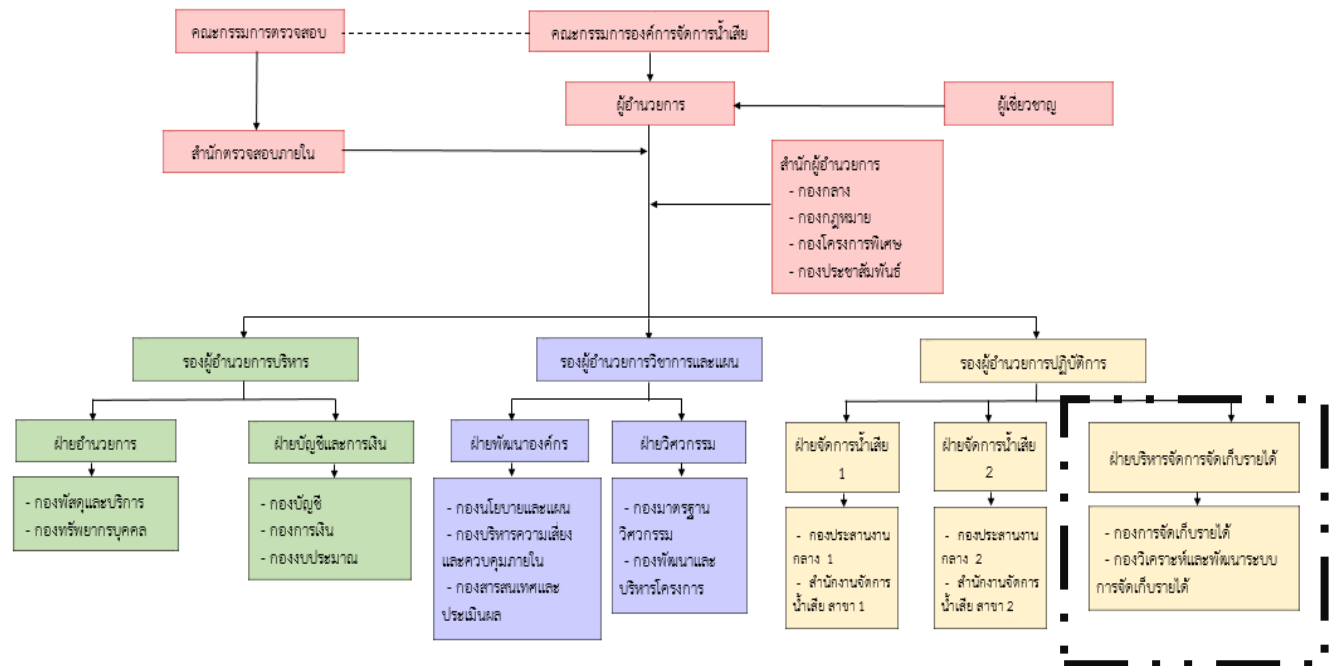 คณะกรรมการตรวจสอบ
คณะกรรมการองค์การจัดการน้ำเสีย
ผู้อำนวยการ
ผู้เชี่ยวชาญ
สำนักตรวจสอบภายใน
สำนักผู้อำนวยการ
- กองกลาง
- กองกฎหมาย
- กองโครงการพิเศษ
- กองประชาสัมพันธ์
รองผู้อำนวยการบริหาร
รองผู้อำนวยการวิชาการและแผน
รองผู้อำนวยการปฏิบัติการ
ฝ่ายอำนวยการ
- กองพัสดุและบริการ
- กองทรัพยากรบุคคล
ฝ่ายบัญชีและการเงิน
- กองบัญชี
- กองการเงิน
- กองงบประมาณ
ฝ่ายพัฒนาองค์กร
- กองนโยบายและแผน
- กองบริหารความเสี่ยง
และควบคุมภายใน
- กองสารสนเทศและ
ประเมินผล
ฝ่ายวิศวกรรม
- กองมาตรฐาน
วิศวกรรม
- กองพัฒนาและ
บริหารโครงการ
ฝ่ายจัดการน้ำเสีย
1
- กองประสานงาน
กลาง 1
- สำนักงานจัดการ
น้ำเสีย สาขา 1
ฝ่ายจัดการน้ำเสีย
2
- กองประสานงาน
กลาง 2
- สำนักงานจัดการ
น้ำเสีย สาขา 2
ฝ่ายบริหารจัดการจัดเก็บรายได้
- กองการจัดเก็บรายได้
- กองวิเคราะห์และพัฒนาระบบ
การจัดเก็บรายได้